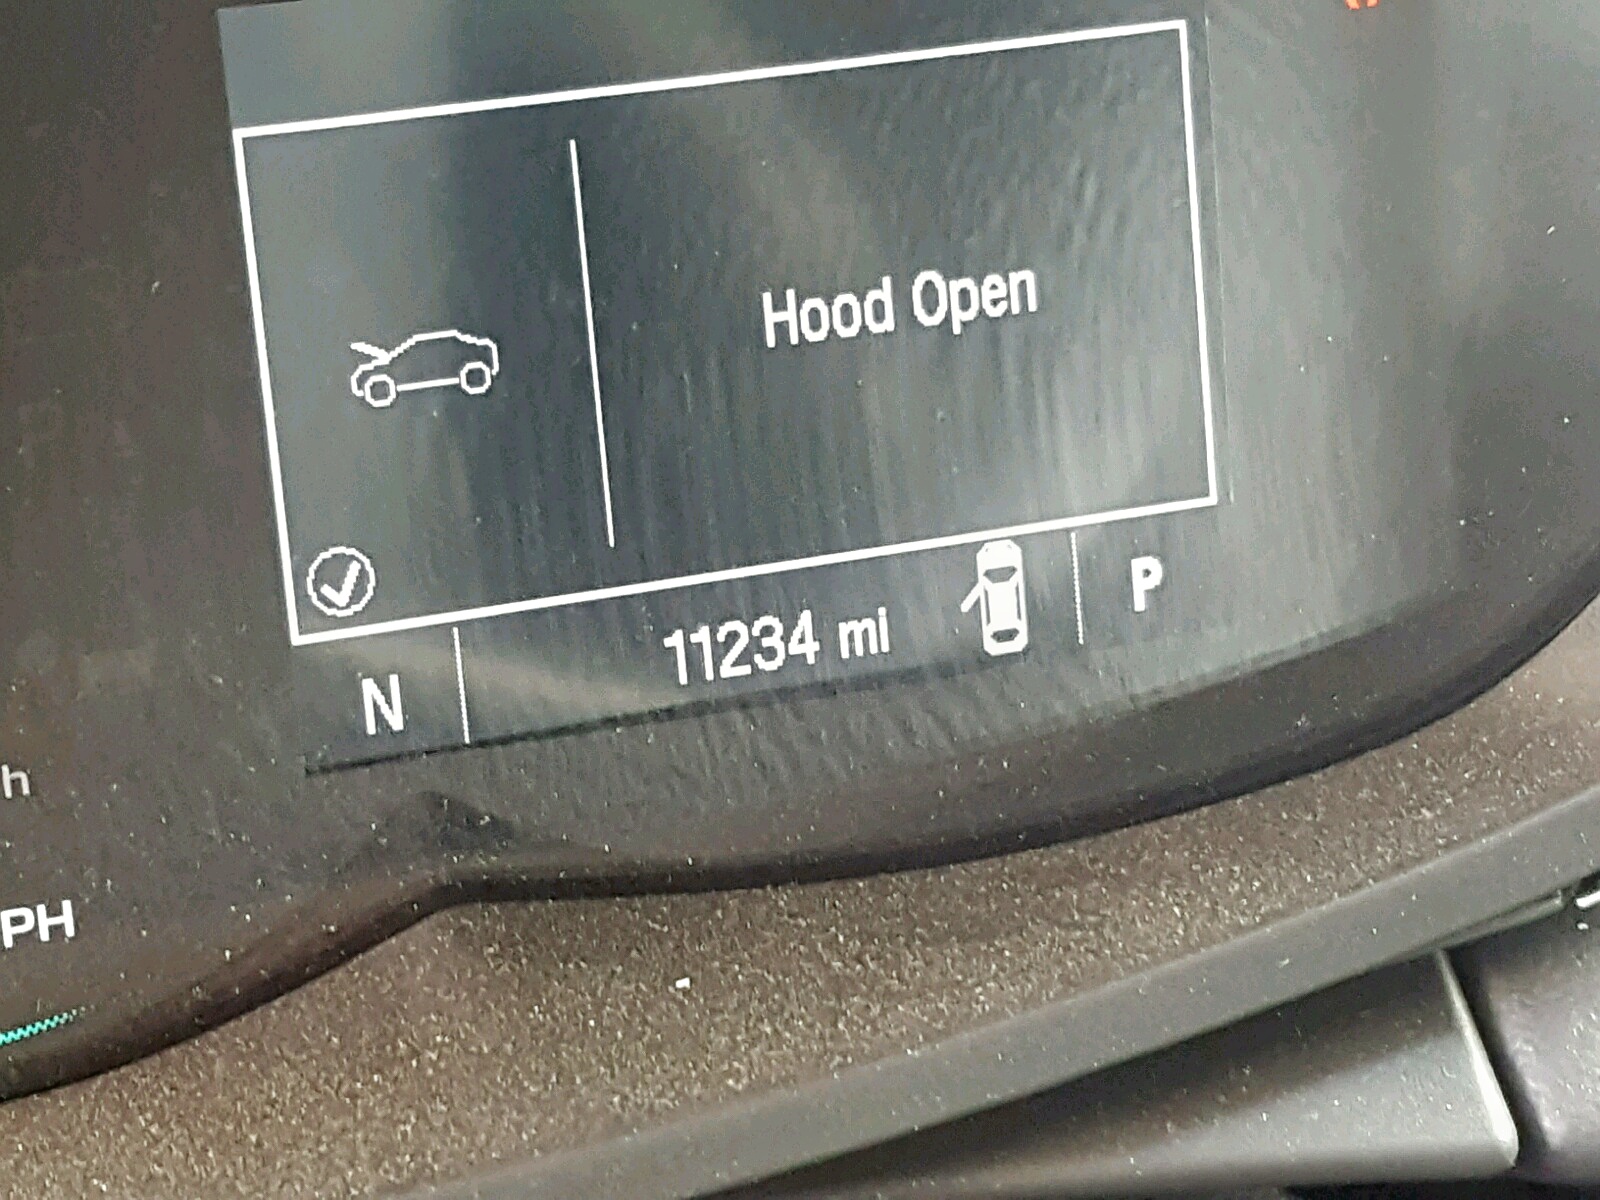 Hood Open
N 11234 mi P
h
PH